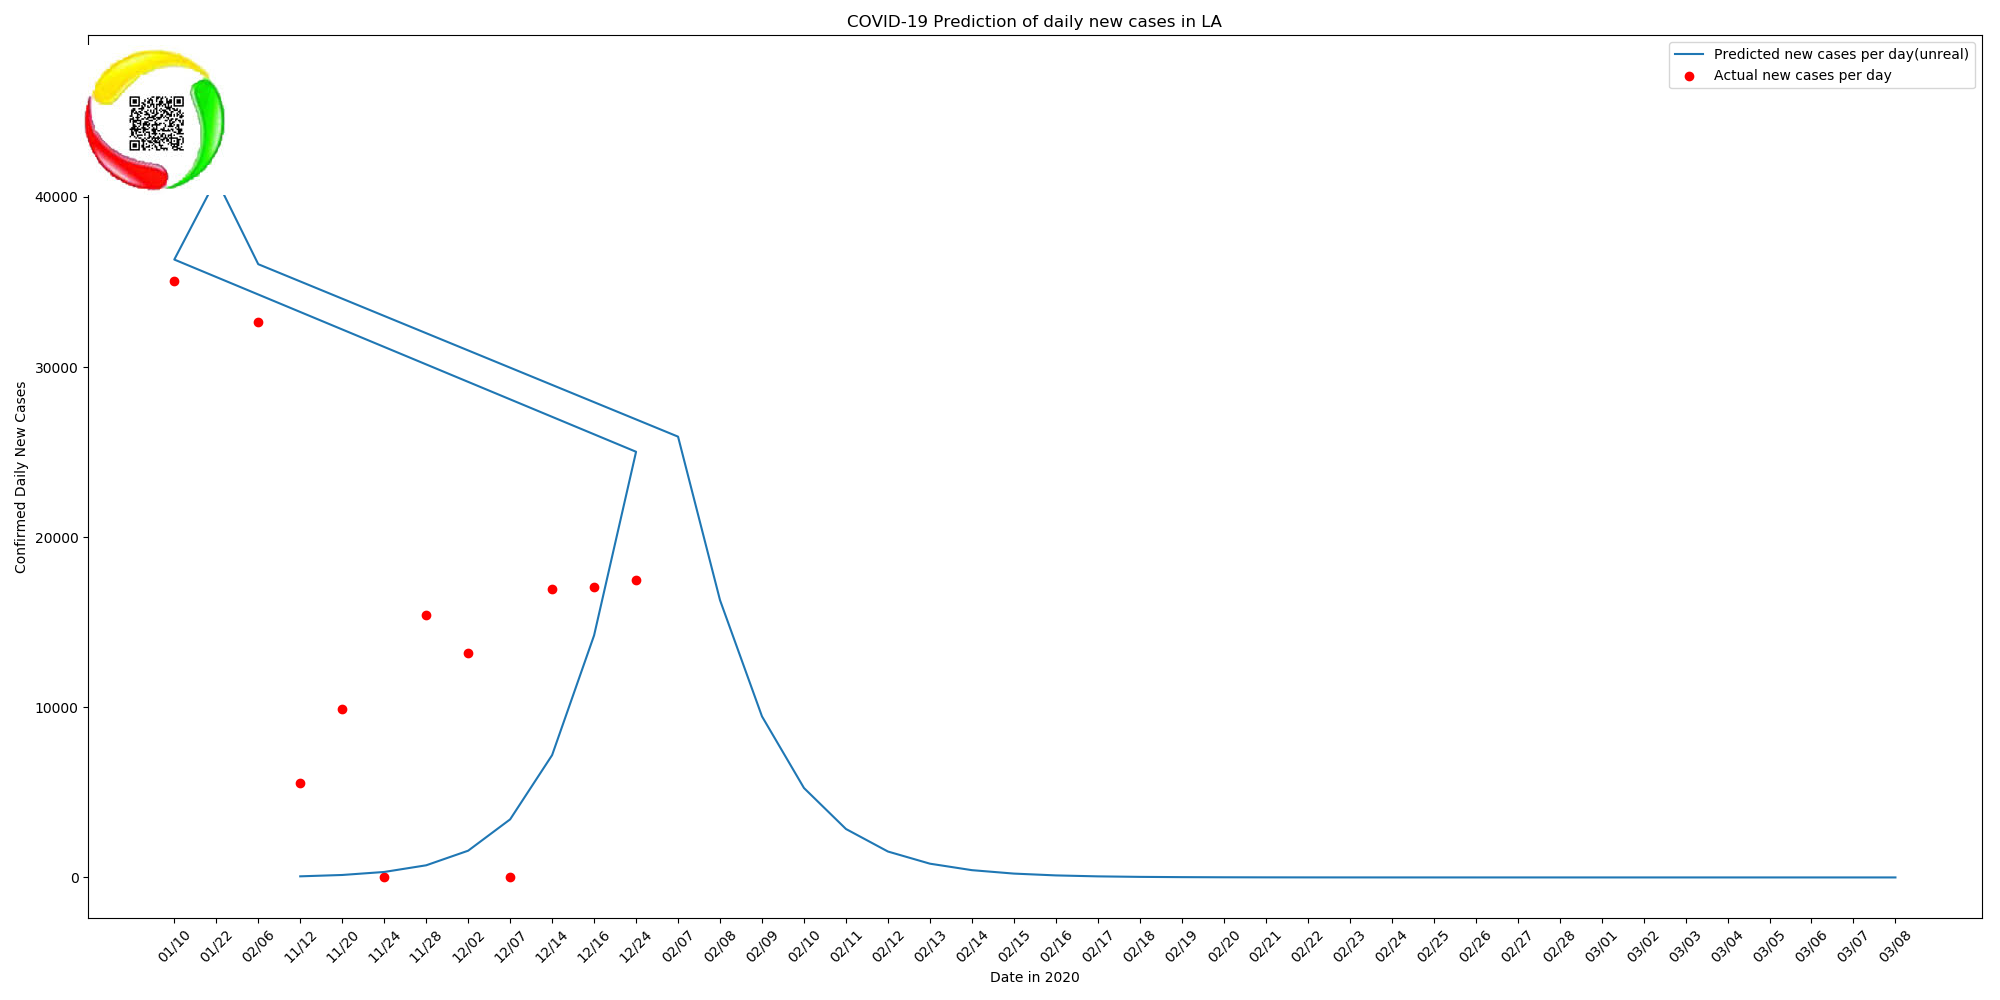 COVID-19 Prediction of daily new cases in LA
Predicted new cases per day(unreal)
Actual new cases per day
40000
30000
20000
10000
0
Confirmed Daily New Cases
01/10 01/22 02/06 11/12 11/20 11/24 11/28 12/02 12/07 12/14 12/16 12/24 02/07 02/08 02/09 02/10 02/11 02/12 02/13 02/14 02/15 02/16 02/17 02/18 02/19 02/20 02/21 02/22 02/23 02/24 02/25 02/26 02/27 02/28 03/01 03/02 03/03 03/04 03/05 03/06 03/07 03/08
Date in 2020